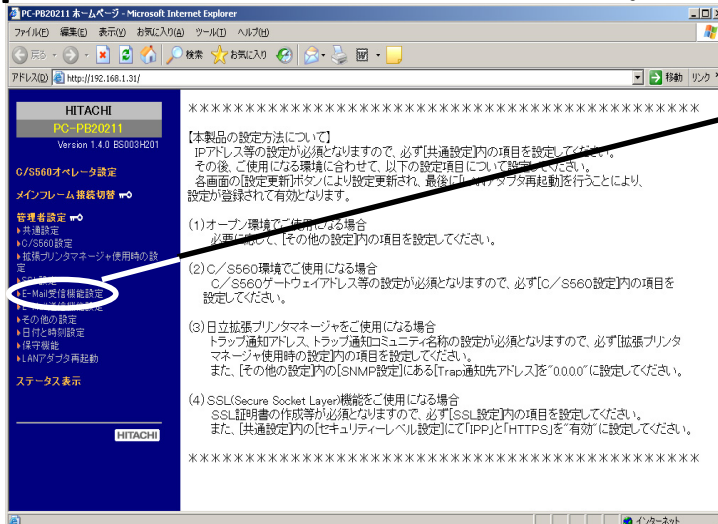 PC-PB20211 ホームページ - Microsoft Internet Explorer
ファイル(F) 編集(E) 表示(V) お気に入り(A) ツール(T) ヘルプ(H)
戻る 検索 お気に入り
アドレス(D) http://192.168.1.31/ 移動 リンク
HITACHI
PC-PB20211
Version 1.4.0 BS003H201
C/S560オペレータ設定
メインフレーム接続切替
管理者設定
共通設定
C/S560設定
拡張プリンタマネージャ使用時の設
定
E-Mail受信機能設定
その他の設定
日付と時刻設定
保守機能
LANアダプタ再起動
ステータス表示
HITACHI
**********************************************
【本製品の設定方法について】
IPアドレス等の設定が必須となりますので、必ず[共通設定]内の項目を設定してください。
その後、ご使用になる環境に合わせて、以下の設定項目について設定してください。
各画面の[設定更新]ボタンにより設定更新され、最後に[LANアダプタ再起動]を行うことにより、
設定が登録されて有効となります。
(1)オープン環境でご使用になる場合
必要に応じて、[その他の設定]内の項目を設定してください。
(2)C/S560環境でご使用になる場合
C/S560ゲートウェイアドレス等の設定が必須となりますので、必ず[C/S560設定]内の項目を
設定してください。
(3)日立拡張プリンタマネージャをご使用になる場合
トラップ通知アドレス、トラップ通知コミュニティ名称の設定が必須となりますので、必ず[拡張プリンタ
マネージャ使用時の設定]内の項目を設定してください。
また、[その他の設定]内の[SNMP設定]にある[Trap通知先アドレス]を"0.0.0.0"に設定してください。
(4)SSL(Secure Socket Layer)機能をご使用になる場合
SSL証明書の作成等が必須となりますので、必ず[SSL設定]内の項目を設定してください。
また、[共通設定]内の[セキュリティーレベル設定]にて「IPP」と「HTTPS」を"有効"に設定してください。
**********************************************
インターネット